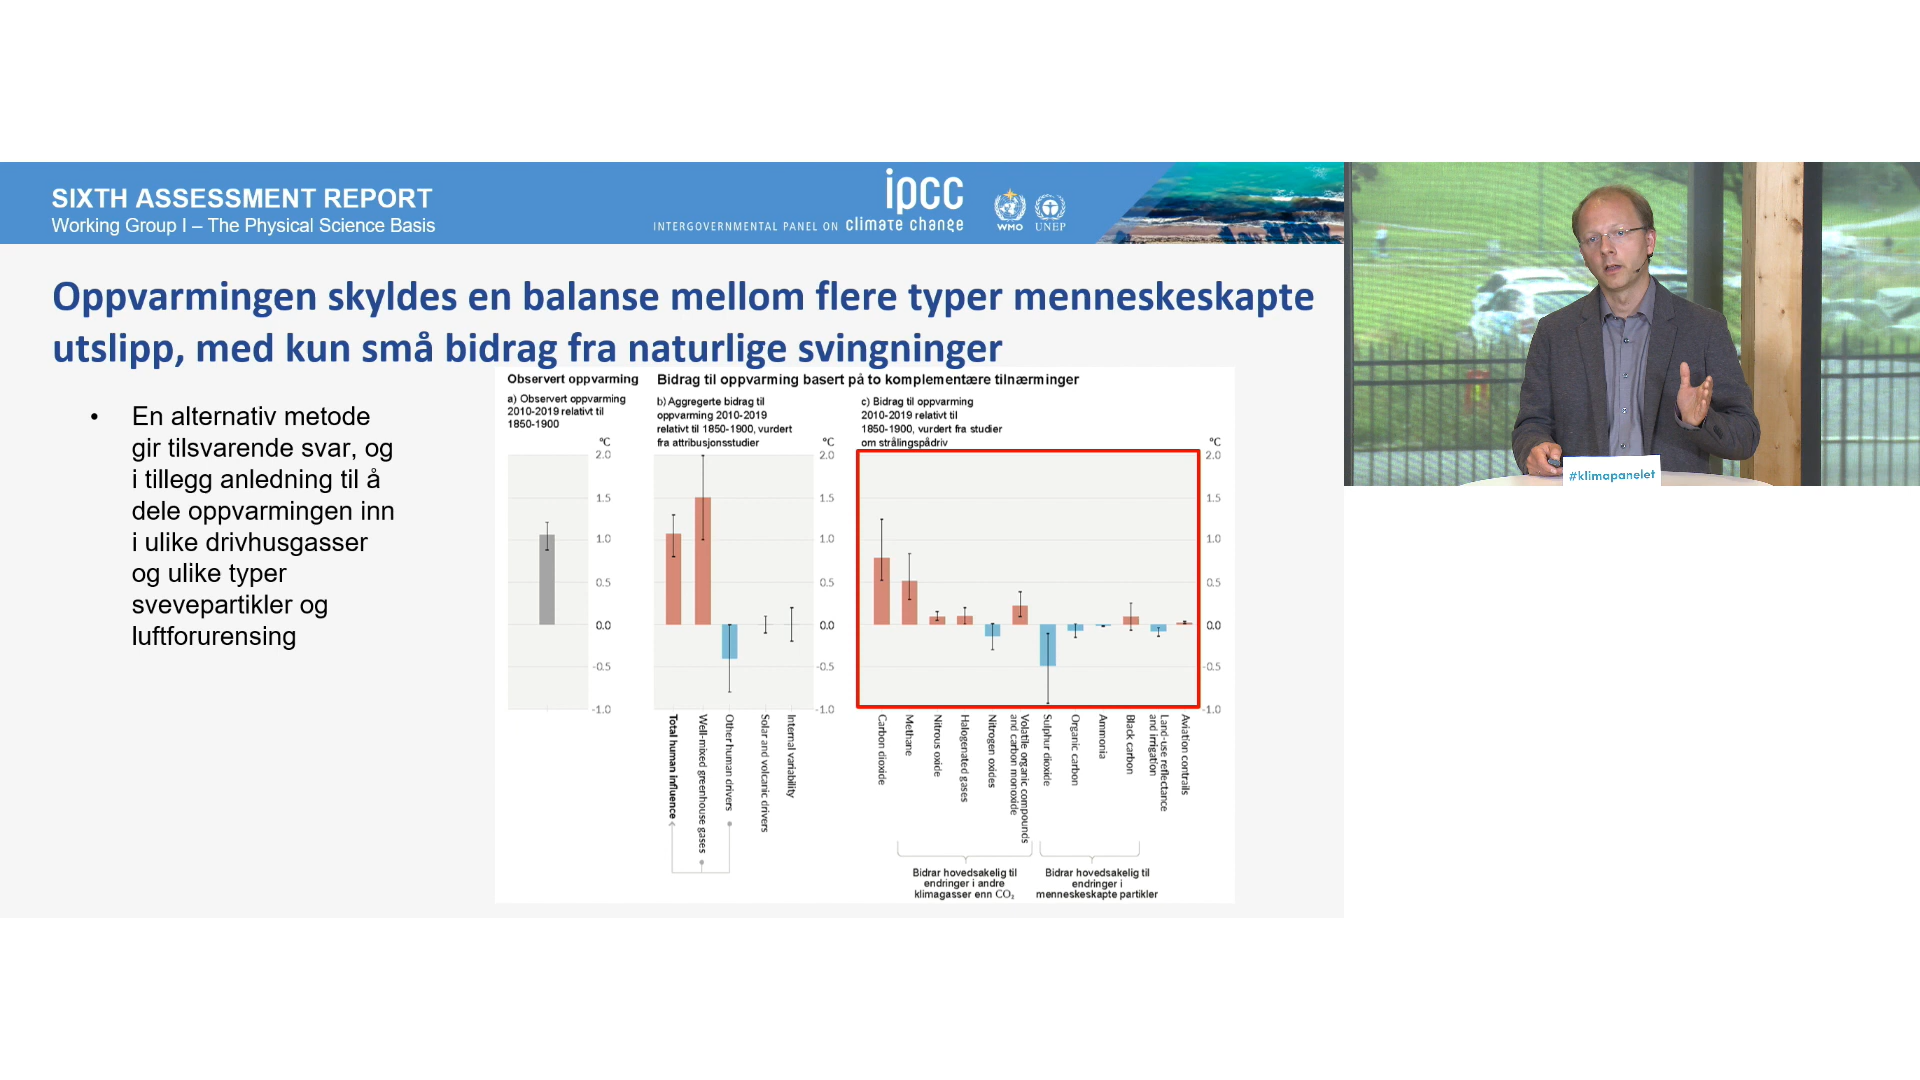 SIXTH ASSESSMENT REPORT
Working Group I – The Physical Science Basis
ipcc
INTERGOVERNMENTAL PANEL ON climate change
WMO
UNEP
Oppvarmingen skyldes en balanse mellom flere typer menneskeskapte
utslipp, med kun små bidrag fra naturlige svingninger
• En alternativ metode
gir tilsvarende svar, og
i tillegg anledning til å
dele oppvarmingen inn
i ulike drivhusgasser
og ulike typer
svevepartikler og
luftforurensing
Observert oppvarming
a) Observert oppvarming
2010-2019 relativt til
1850-1900
°C
2.0
1.5
1.0
0.5
0.0
-0.5
-1.0
Bidrag til oppvarming basert på to komplementære tilnærminger
b) Aggregerte bidrag til
oppvarming 2010-2019
relativt til 1850-1900, vurdert
fra attribusjonsstudier
°C
2.0
1.5
1.0
0.5
0.0
-0.5
-1.0
Total human influence
Well-mixed greenhouse gases
Other human drivers
Solar and volcanic drivers
Internal variability
c) Bidrag til oppvarming
2010-2019 relativt til
1850-1900, vurdert fra studier
om strålingspådriv
°C
2.0
1.5
1.0
0.5
0.0
-0.5
-1.0
Carbon dioxide
Methane
Nitrous oxide
Halogenated gases
Nitrogen oxides
Volatile organic compounds
and carbon monoxide
Sulphur dioxide
Organic carbon
Ammonia
Black carbon
Land-use reflectance
and irrigation
Aviation contrails
Bidrar hovedsakelig til
endringer i andre
klimagasser enn CO₂
Bidrar hovedsakelig til
endringer i
menneskeskapte partikler
#klimapanelet